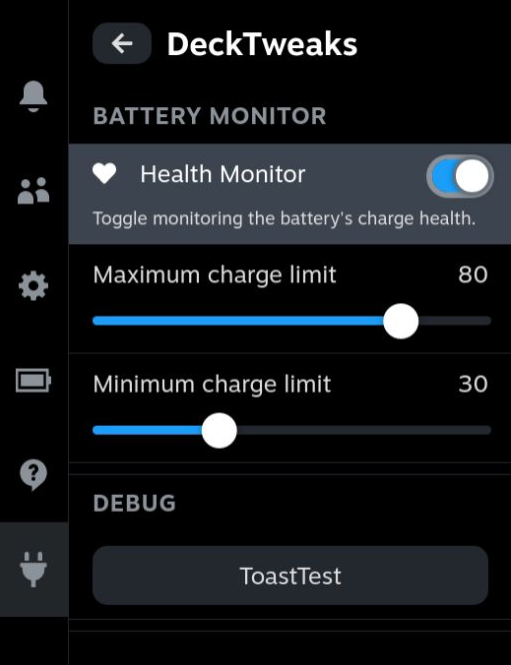 DeckTweaks
BATTERY MONITOR
Health Monitor
Toggle monitoring the battery's charge health.
Maximum charge limit 80
Minimum charge limit 30
DEBUG
ToastTest